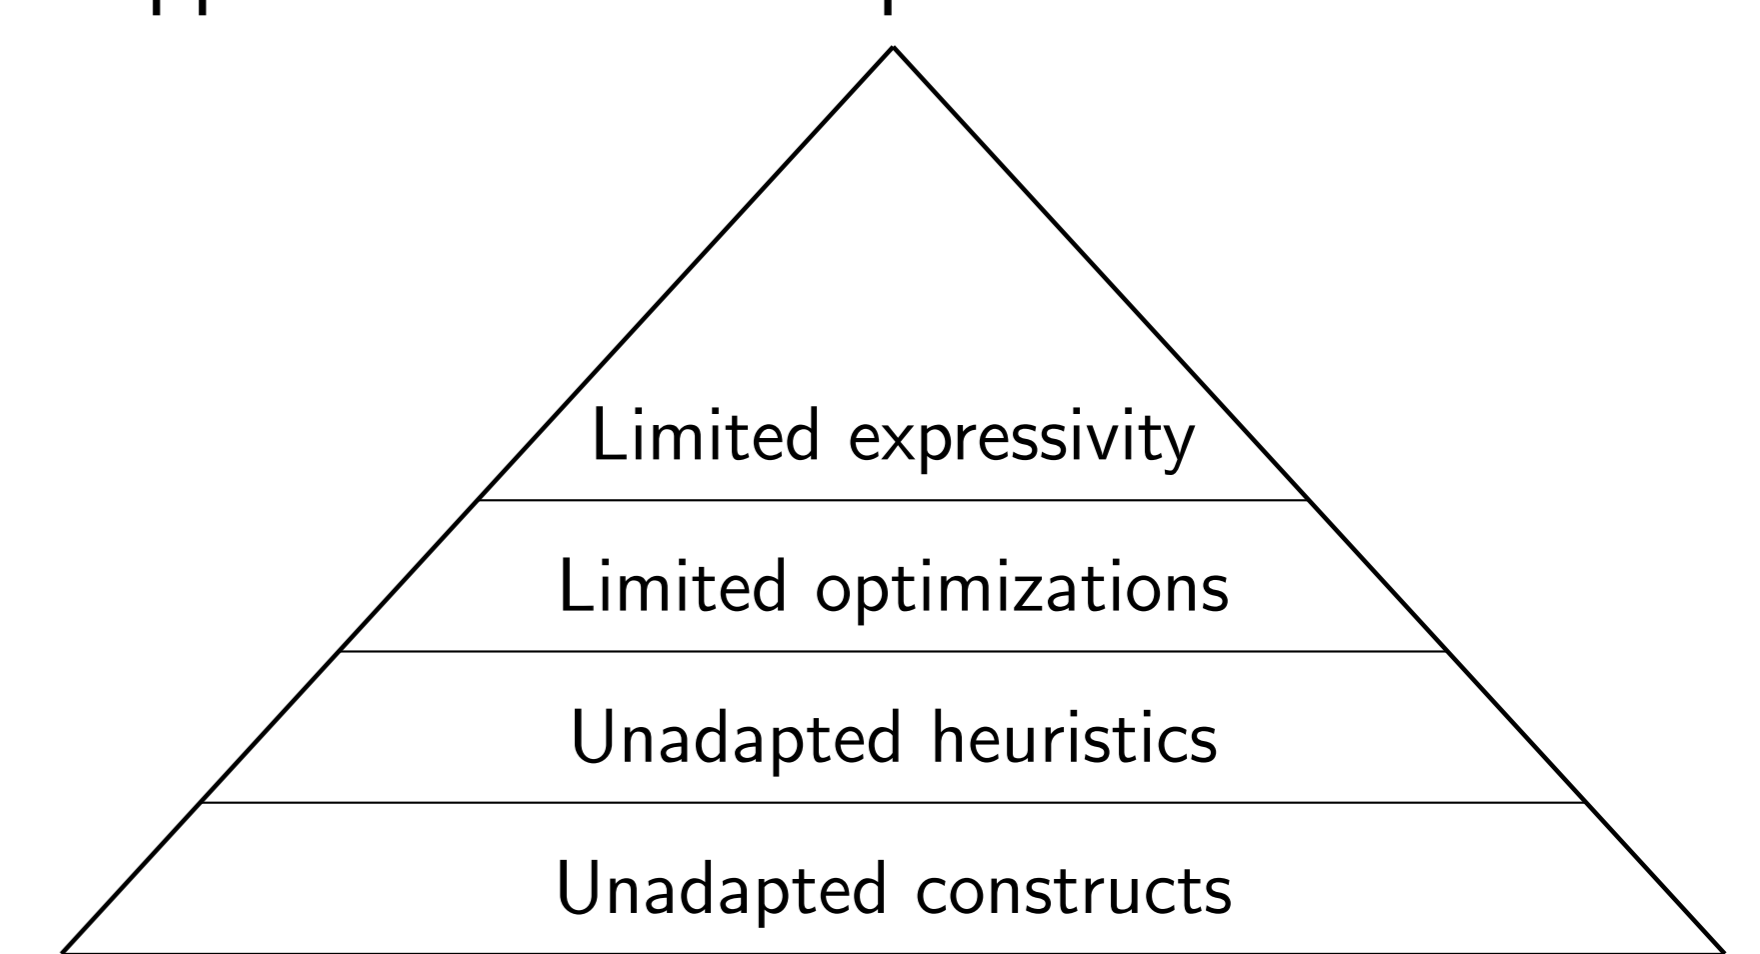 Limited expressivity
Limited optimizations
Unadapted heuristics
Unadapted constructs